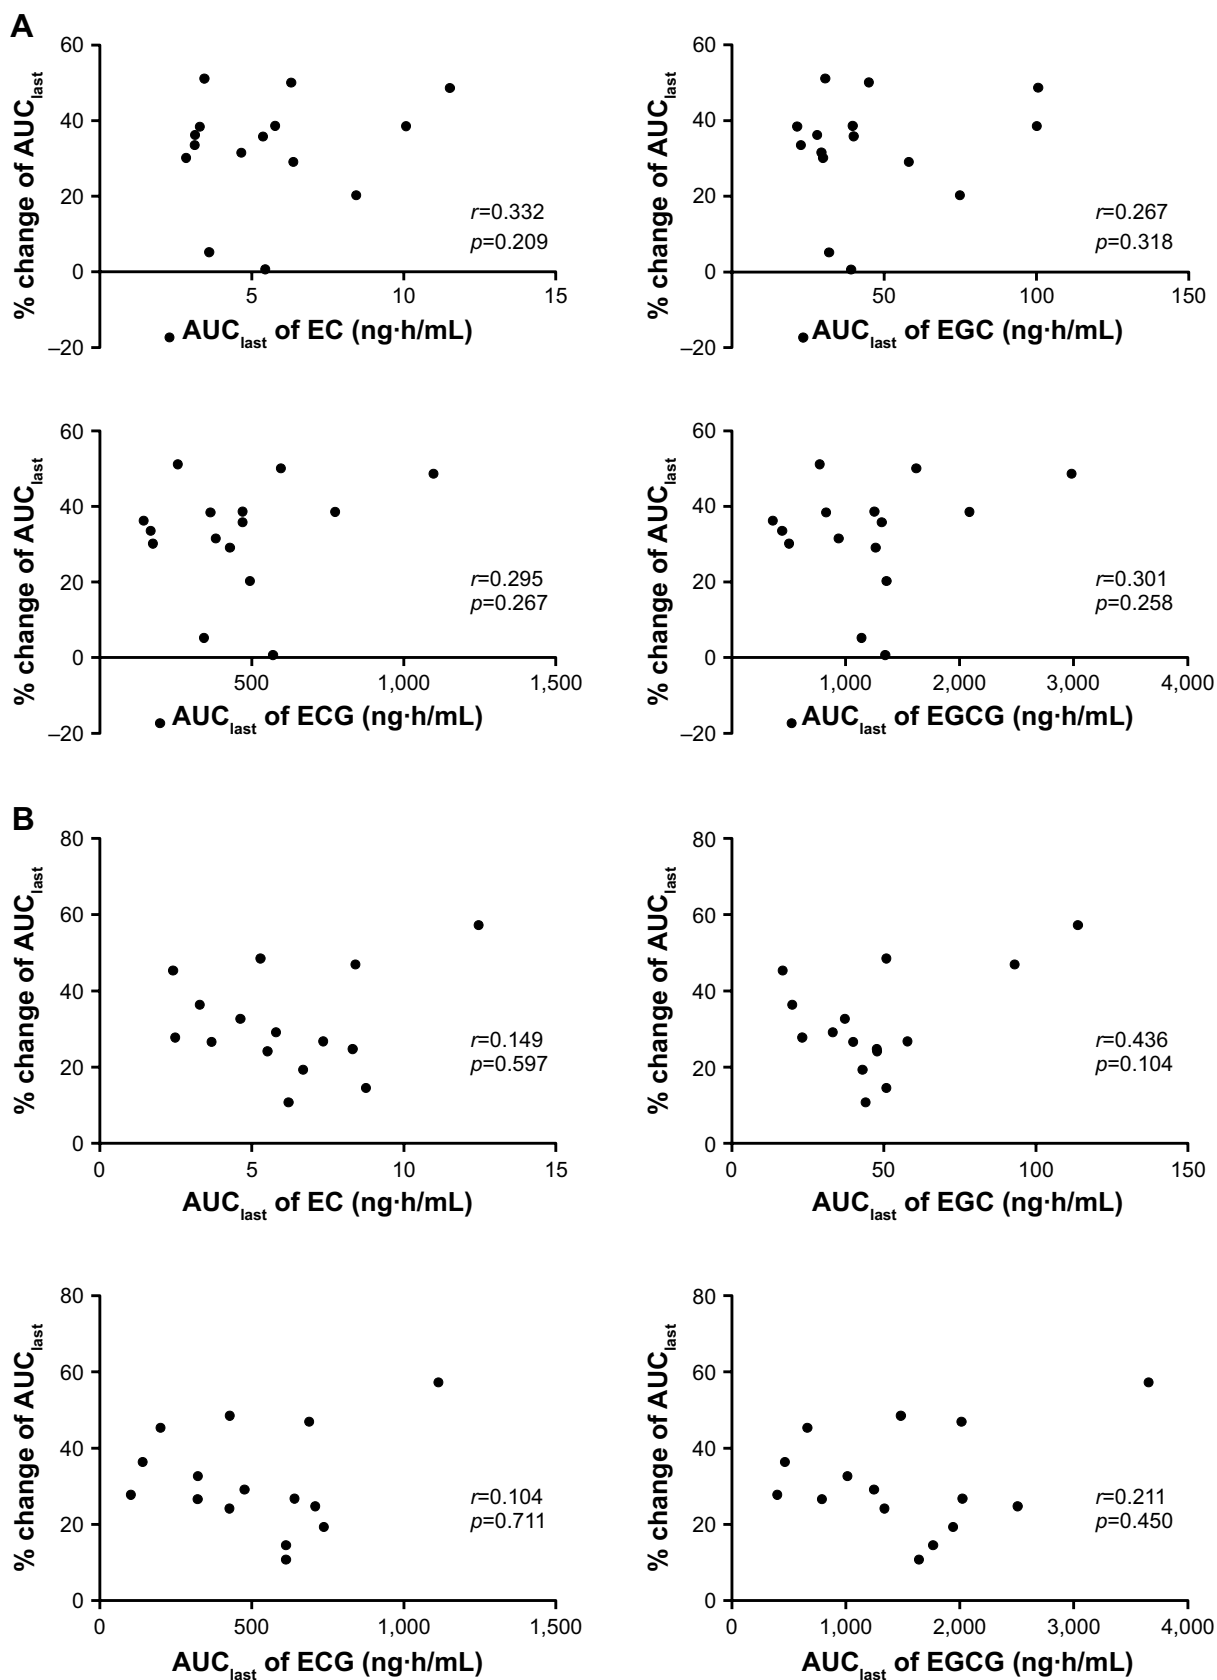 A
60
40
20
0
–20
5
10
15
% change of AUClast
AUClast of EC (ng·h/mL)
r=0.332
p=0.209
60
40
20
0
–20
50
100
150
% change of AUClast
AUClast of EGC (ng·h/mL)
r=0.267
p=0.318
60
40
20
0
–20
500
1,000
1,500
% change of AUClast
AUClast of ECG (ng·h/mL)
r=0.295
p=0.267
60
40
20
0
–20
1,000
2,000
3,000
4,000
% change of AUClast
AUClast of EGCG (ng·h/mL)
r=0.301
p=0.258
B
80
60
40
20
0
0
5
10
15
% change of AUClast
AUClast of EC (ng·h/mL)
r=0.149
p=0.597
80
60
40
20
0
0
50
100
150
% change of AUClast
AUClast of EGC (ng·h/mL)
r=0.436
p=0.104
80
60
40
20
0
0
500
1,000
1,500
% change of AUClast
AUClast of ECG (ng·h/mL)
r=0.104
p=0.711
80
60
40
20
0
0
1,000
2,000
3,000
4,000
% change of AUClast
AUClast of EGCG (ng·h/mL)
r=0.211
p=0.450